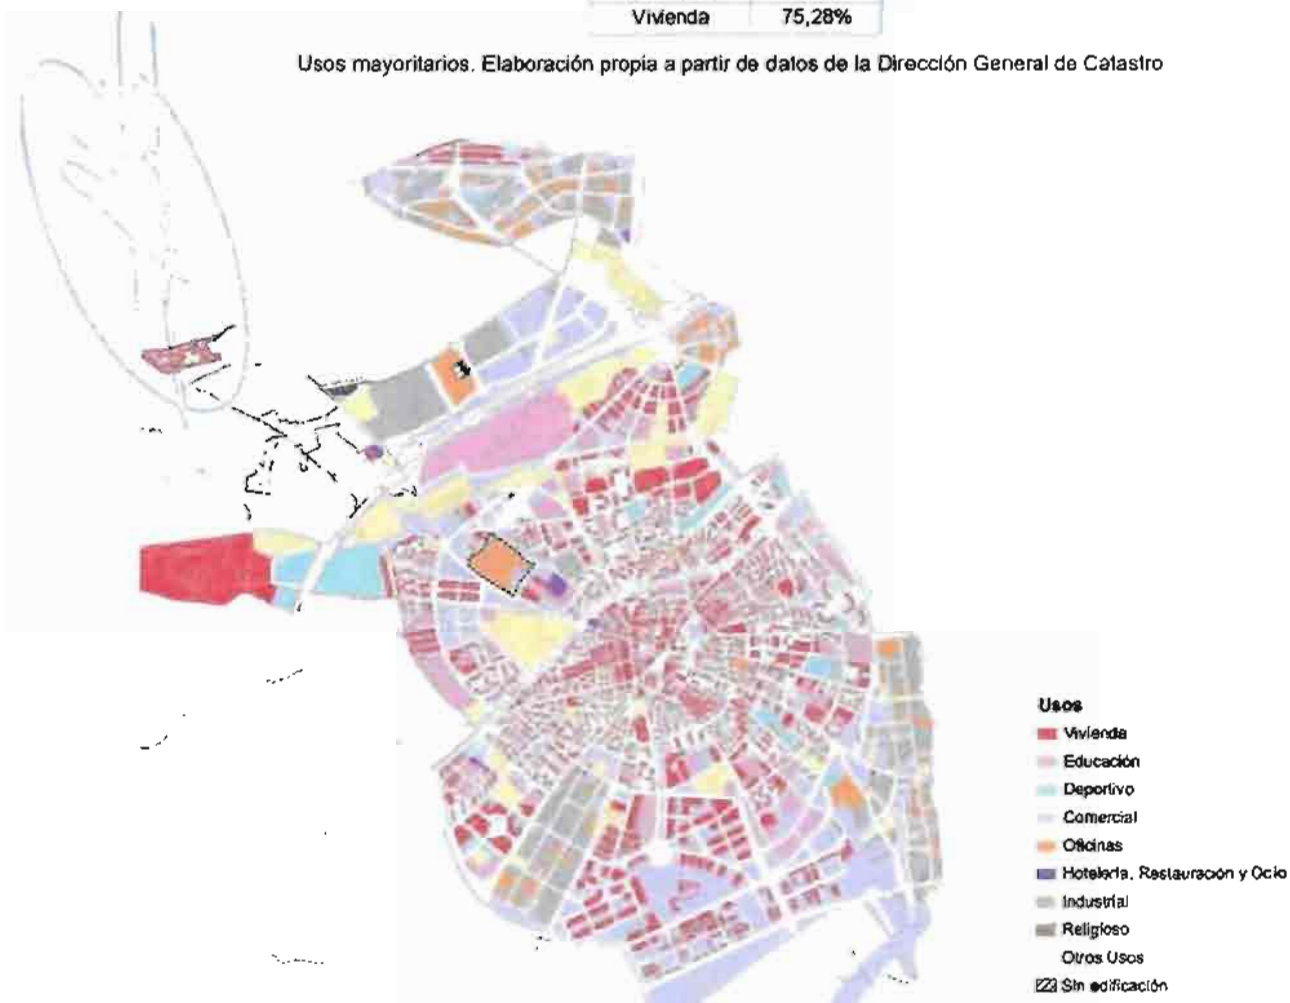 Vivienda 75,28%
Usos mayoritarios. Elaboración propia a partir de datos de la Dirección General de Catastro
Usos
Vivienda
Educación
Deportivo
Comercial
Oficinas
Hotelería, Restauración y Ocio
Industrial
Religioso
Otros Usos
Sin edificación